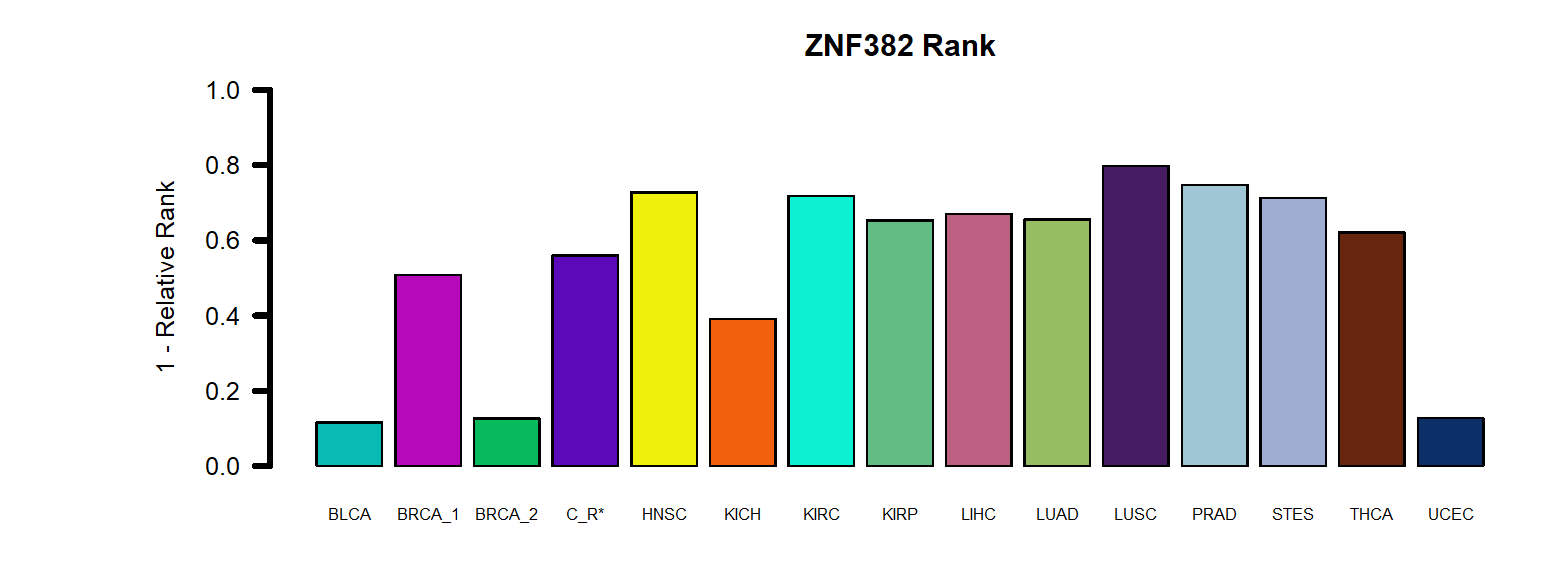 ZNF382 Rank
1 - Relative Rank
1.0
0.8
0.6
0.4
0.2
0.0
BLCA BRCA_1 BRCA_2 C_R* HNSC KICH KIRC KIRP LIHC LUAD LUSC PRAD STES THCA UCEC